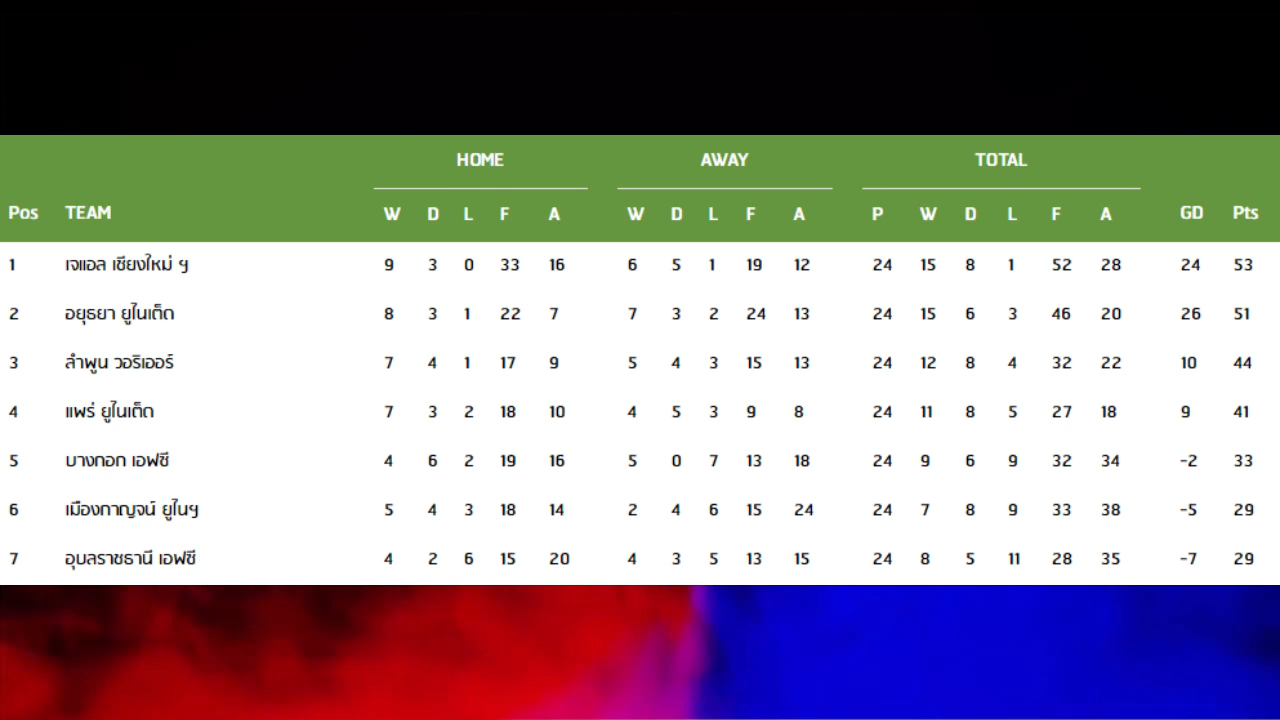 HOME AWAY TOTAL
Pos TEAM W D L F A W D L F A P W D L F A GD Pts
1 เจแอล เชียงใหม่ ฯ 9 3 0 33 16 6 5 1 19 12 24 15 8 1 52 28 24 53
2 อยุธยา ยูไนเต็ด 8 3 1 22 7 7 3 2 24 13 24 15 6 3 46 20 26 51
3 ลำพูน วอริเออร์ 7 4 1 17 9 5 4 3 15 13 24 12 8 4 32 22 10 44
4 แพร่ ยูไนเต็ด 7 3 2 18 10 4 5 3 9 8 24 11 8 5 27 18 9 41
5 บางกอก เอฟซี 4 6 2 19 16 5 0 7 13 18 24 9 6 9 32 34 -2 33
6 เมืองกาญจน์ ยูไนฯ 5 4 3 18 14 2 4 6 15 24 24 7 8 9 33 38 -5 29
7 อุบลราชธานี เอฟซี 4 2 6 15 20 4 3 5 13 15 24 8 5 11 28 35 -7 29